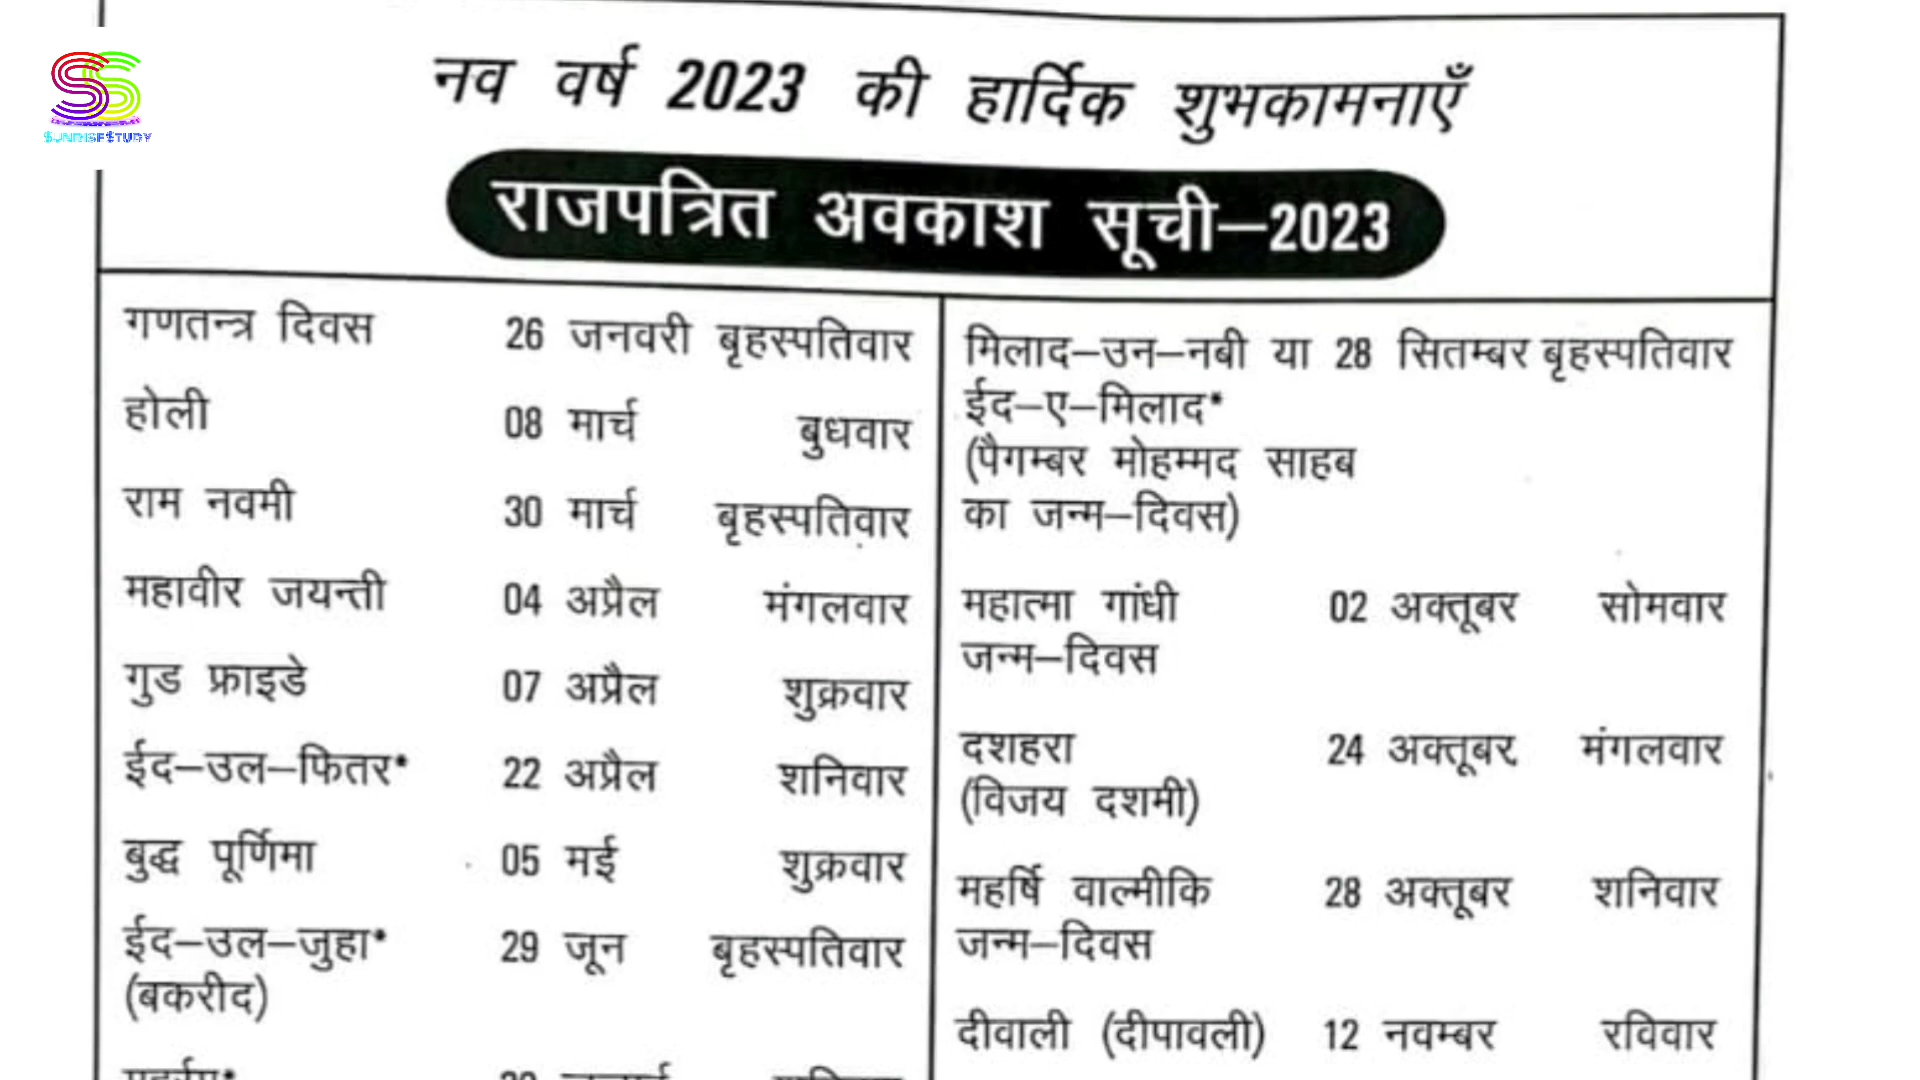 SUNRISESTUDY
नव वर्ष 2023 की हार्दिक शुभकामनाएँ
राजपत्रित अवकाश सूची–2023
गणतन्त्र दिवस 26 जनवरी बृहस्पतिवार
होली 08 मार्च बुधवार
राम नवमी 30 मार्च बृहस्पतिवार
महावीर जयन्ती 04 अप्रैल मंगलवार
गुड फ्राइडे 07 अप्रैल शुक्रवार
ईद–उल–फितर* 22 अप्रैल शनिवार
बुद्ध पूर्णिमा 05 मई शुक्रवार
ईद–उल–जुहा* 29 जून बृहस्पतिवार
(बकरीद)
मिलाद–उन–नबी या 28 सितम्बर बृहस्पतिवार
ईद–ए–मिलाद*
(पैगम्बर मोहम्मद साहब
का जन्म–दिवस)
महात्मा गांधी 02 अक्तूबर सोमवार
जन्म–दिवस
दशहरा 24 अक्तूबर मंगलवार
(विजय दशमी)
महर्षि वाल्मीकि 28 अक्तूबर शनिवार
जन्म–दिवस
दीवाली (दीपावली) 12 नवम्बर रविवार